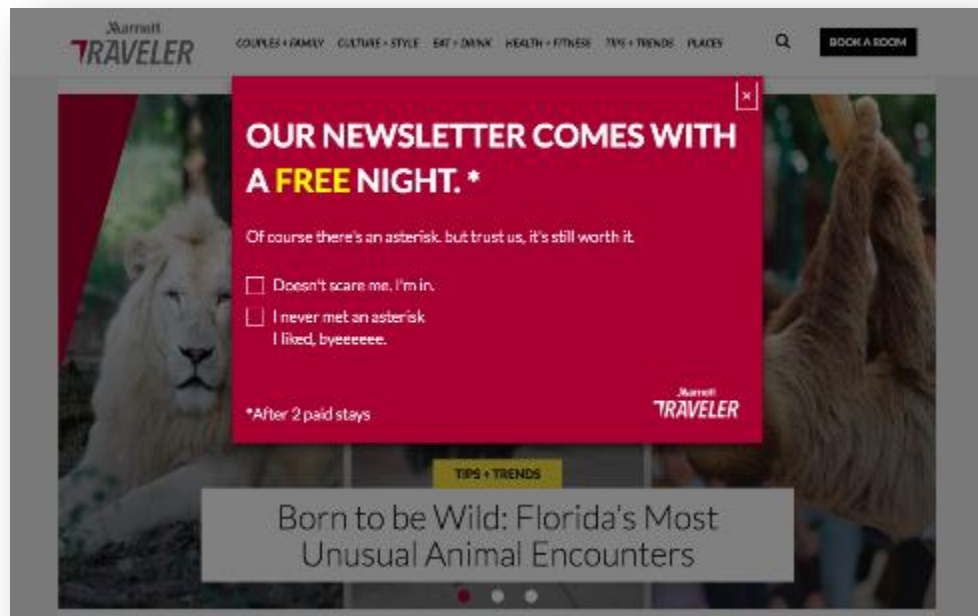 Marriott
TRAVELER
COUPLES + FAMILY CULTURE + STYLE EAT + DRINK HEALTH + FITNESS TIPS + TRENDS PLACES
BOOK A ROOM
×
OUR NEWSLETTER COMES WITH
A FREE NIGHT. *
Of course there's an asterisk. but trust us, it's still worth it.
Doesn't scare me, I'm in.
I never met an asterisk
I liked, byeeeeee.
*After 2 paid stays
Marriott
TRAVELER
TIPS + TRENDS
Born to be Wild: Florida's Most
Unusual Animal Encounters